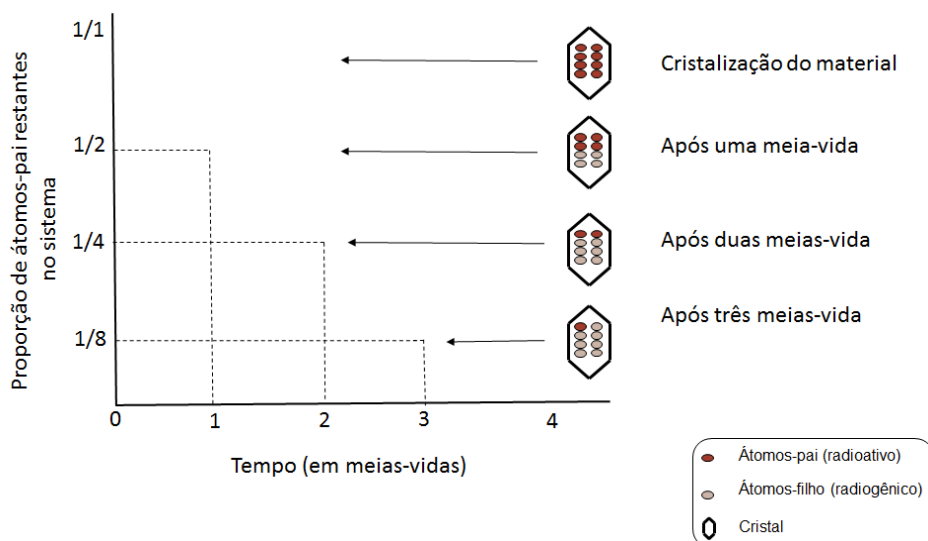 Proporção de átomos-pai restantes
no sistema
1/1
1/2
1/4
1/8
0
1
2
3
4
Tempo (em meias-vidas)
Cristalização do material
Após uma meia-vida
Após duas meias-vida
Após três meias-vida
Átomos-pai (radioativo)
Átomos-filho (radiogênico)
Cristal